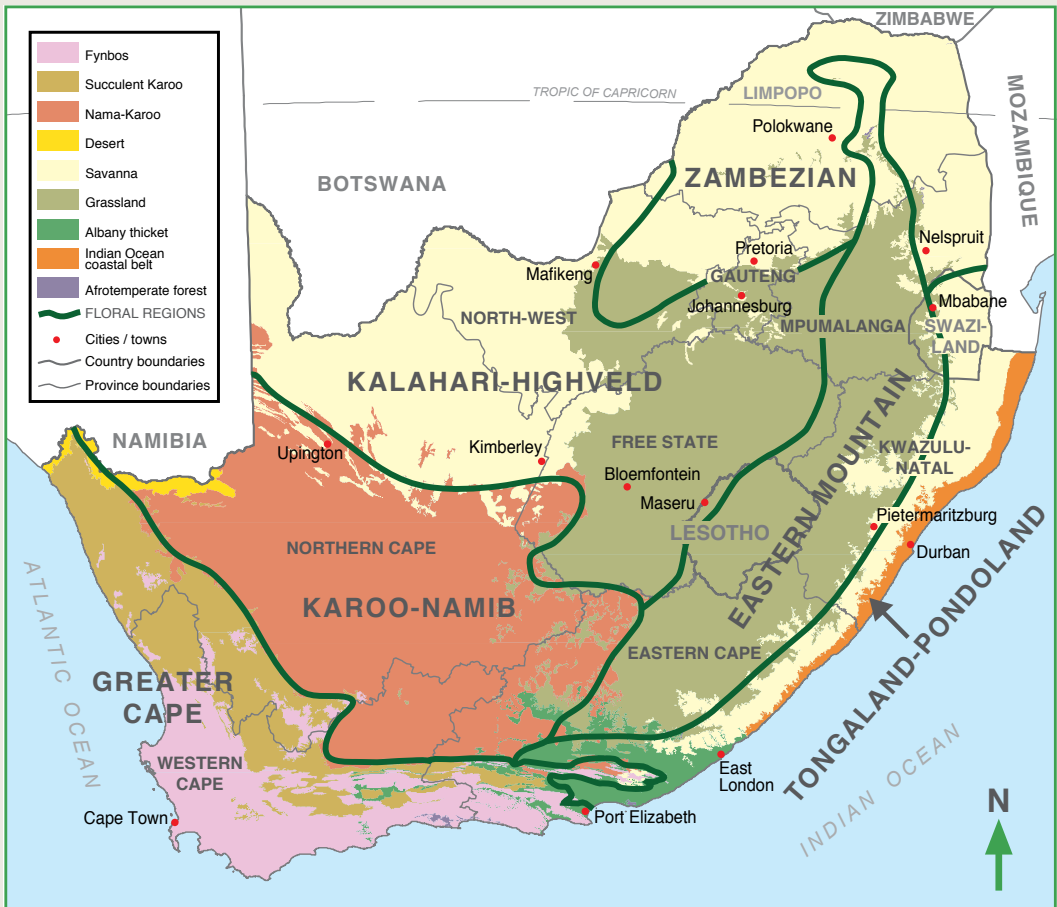 Fynbos
Succulent Karoo
Nama-Karoo
Desert
Savanna
Grassland
Albany thicket
Indian Ocean
coastal belt
Afrotemperate forest
FLORAL REGIONS
Cities / towns
Country boundaries
Province boundaries
ZIMBABWE
MOZAMBIQUE
TROPIC OF CAPRICORN
LIMPOPO
Polokwane
BOTSWANA
ZAMBEZIAN
Nelspruit
Pretoria
Mafikeng
GAUTENG
Johannesburg
Mbabane
NORTH-WEST
MPUMALANGA
SWAZI-
LAND
KALAHARI-HIGHVELD
NAMIBIA
Upington
Kimberley
FREE STATE
KWAZULU-
NATAL
Bloemfontein
Maseru
EASTERN MOUNTAIN
Pietermaritzburg
LESOTHO
Durban
NORTHERN CAPE
KAROO-NAMIB
ATLANTIC OCEAN
EASTERN CAPE
GREATER
CAPE
TONGALAND-PONDOLAND
WESTERN
CAPE
East
London
INDIAN OCEAN
Cape Town
Port Elizabeth
N